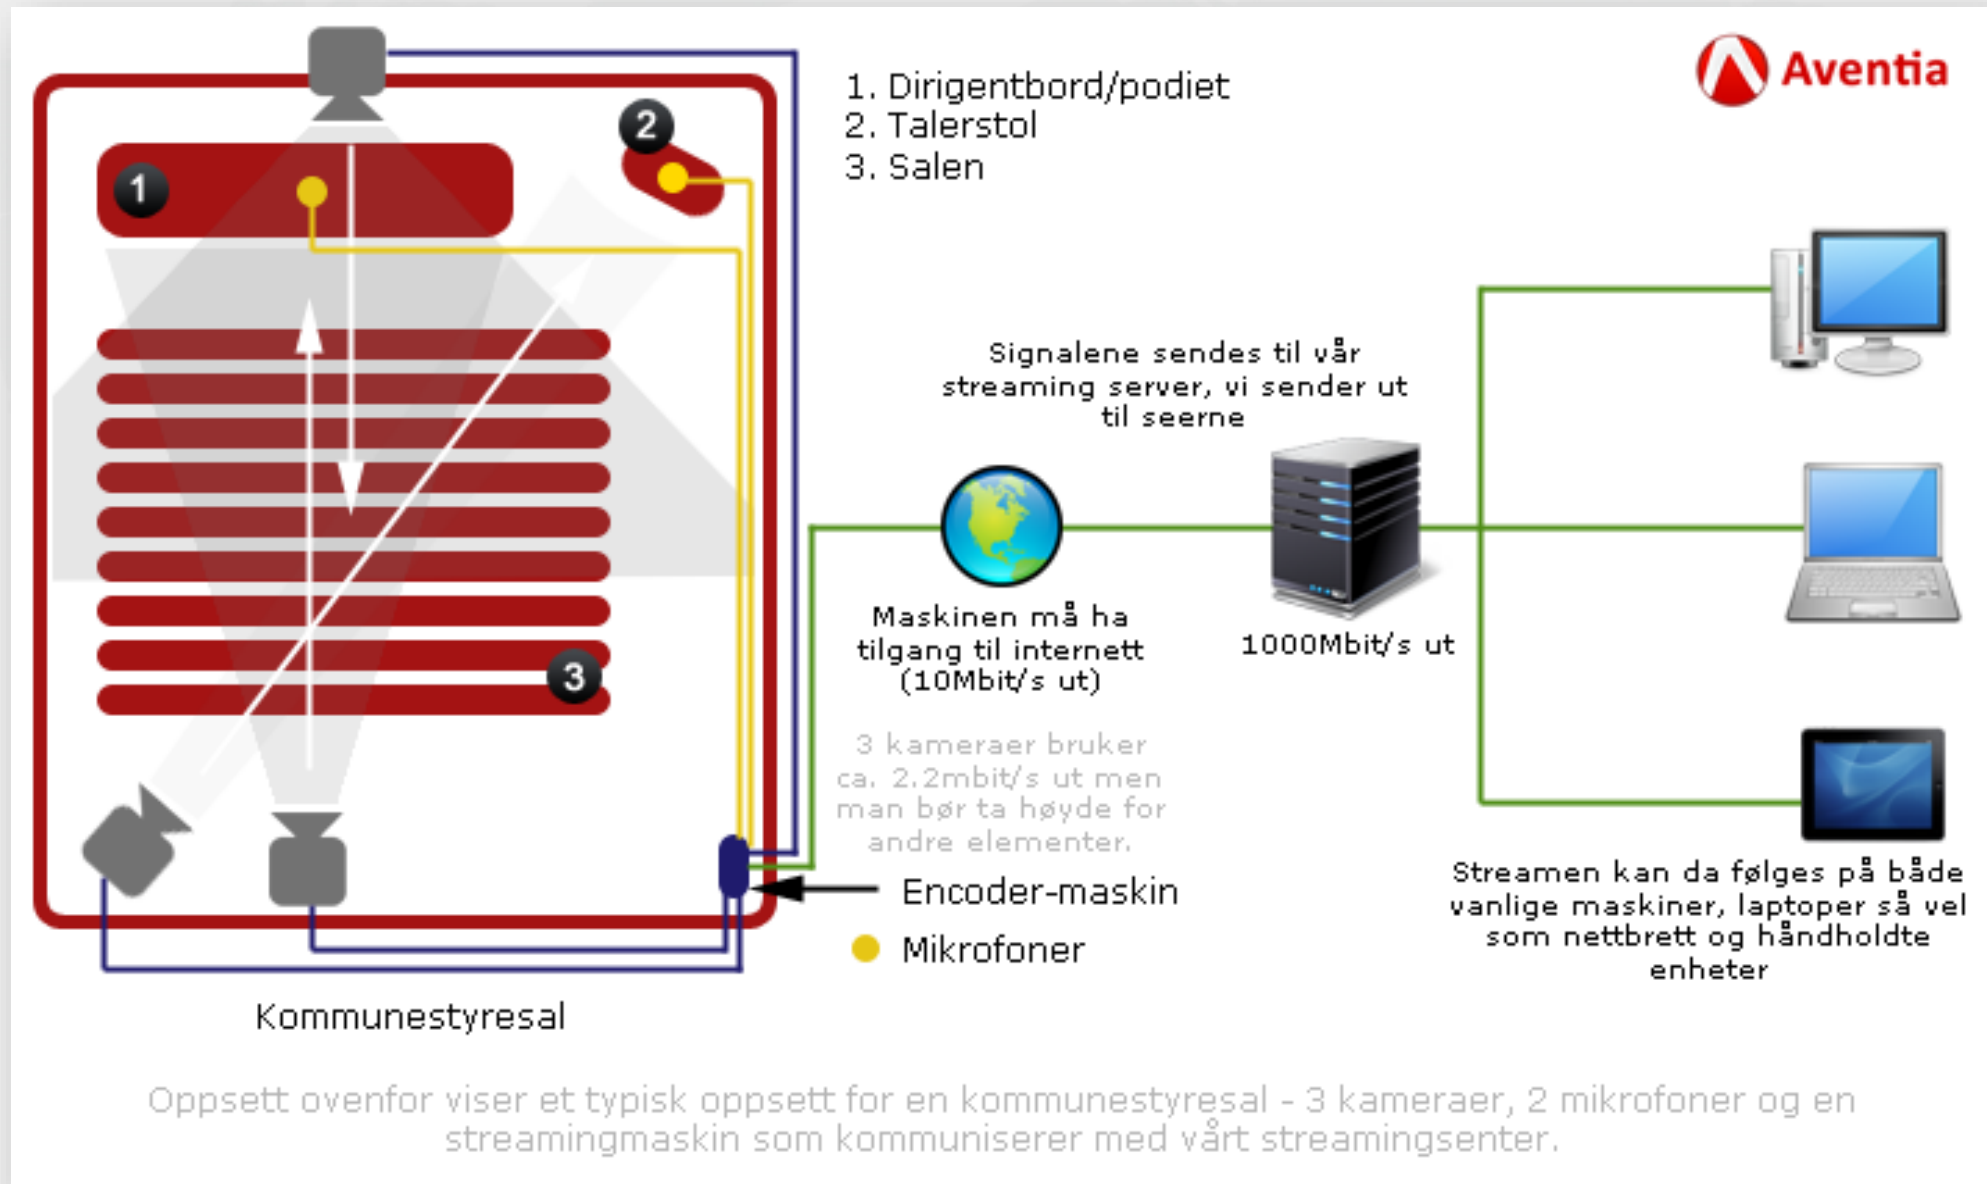 Aventia
1. Dirigentbord/podiet
2. Talerstol
3. Salen
1
2
3
Signalene sendes til vår
streaming server, vi sender ut
til seerne
Maskinen må ha
tilgang til internett
(10Mbit/s ut)
1000Mbit/s ut
3 kameraer bruker
ca. 2.2mbit/s ut men
man bør ta høyde for
andre elementer.
Encoder-maskin
Mikrofoner
Streamen kan da følges på både
vanlige maskiner, laptoper så vel
som nettbrett og håndholdte
enheter
Kommunestyresal
Oppsett ovenfor viser et typisk oppsett for en kommunestyresal - 3 kameraer, 2 mikrofoner og en
streamingmaskin som kommuniserer med vårt streamingsenter.